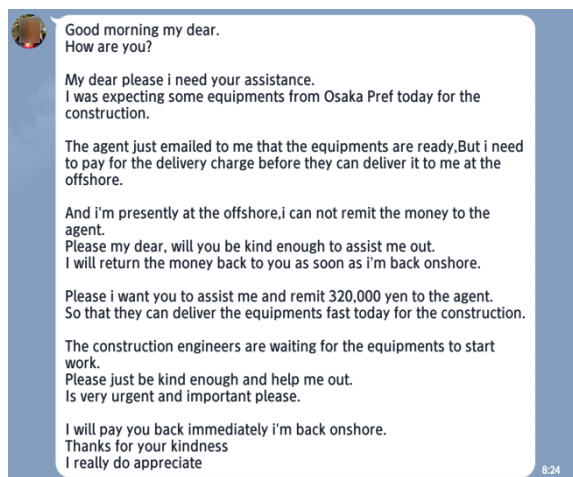 Good morning my dear.
How are you?
My dear please i need your assistance.
I was expecting some equipments from Osaka Pref today for the
construction.
The agent just emailed to me that the equipments are ready,But i need
to pay for the delivery charge before they can deliver it to me at the
offshore.
And i'm presently at the offshore,i can not remit the money to the
agent.
Please my dear, will you be kind enough to assist me out.
I will return the money back to you as soon as i'm back onshore.
Please i want you to assist me and remit 320,000 yen to the agent.
So that they can deliver the equipments fast today for the construction.
The construction engineers are waiting for the equipments to start
work.
Please just be kind enough and help me out.
Is very urgent and important please.
I will pay you back immediately i'm back onshore.
Thanks for your kindness
I really do appreciate
8:24